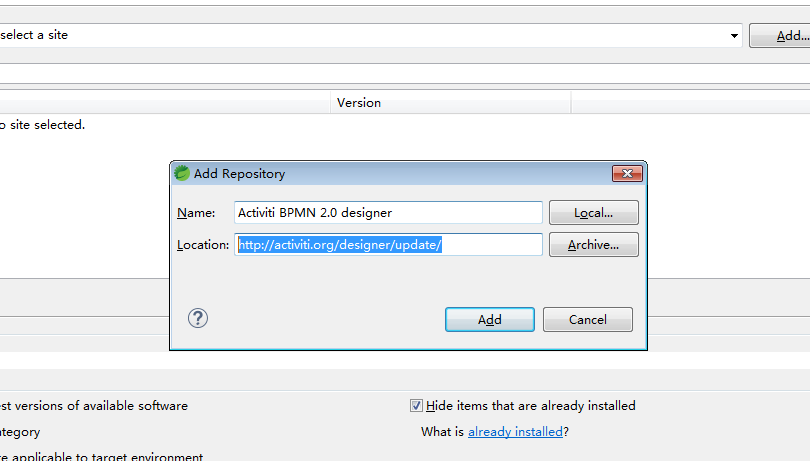 select a site
Add...
Version
o site selected.
Add Repository
Name:
Activiti BPMN 2.0 designer
Local...
Location:
http://activiti.org/designer/update/
Archive...
?
Add
Cancel
est versions of available software
Hide items that are already installed
ategory
What is already installed?
re applicable to target environment